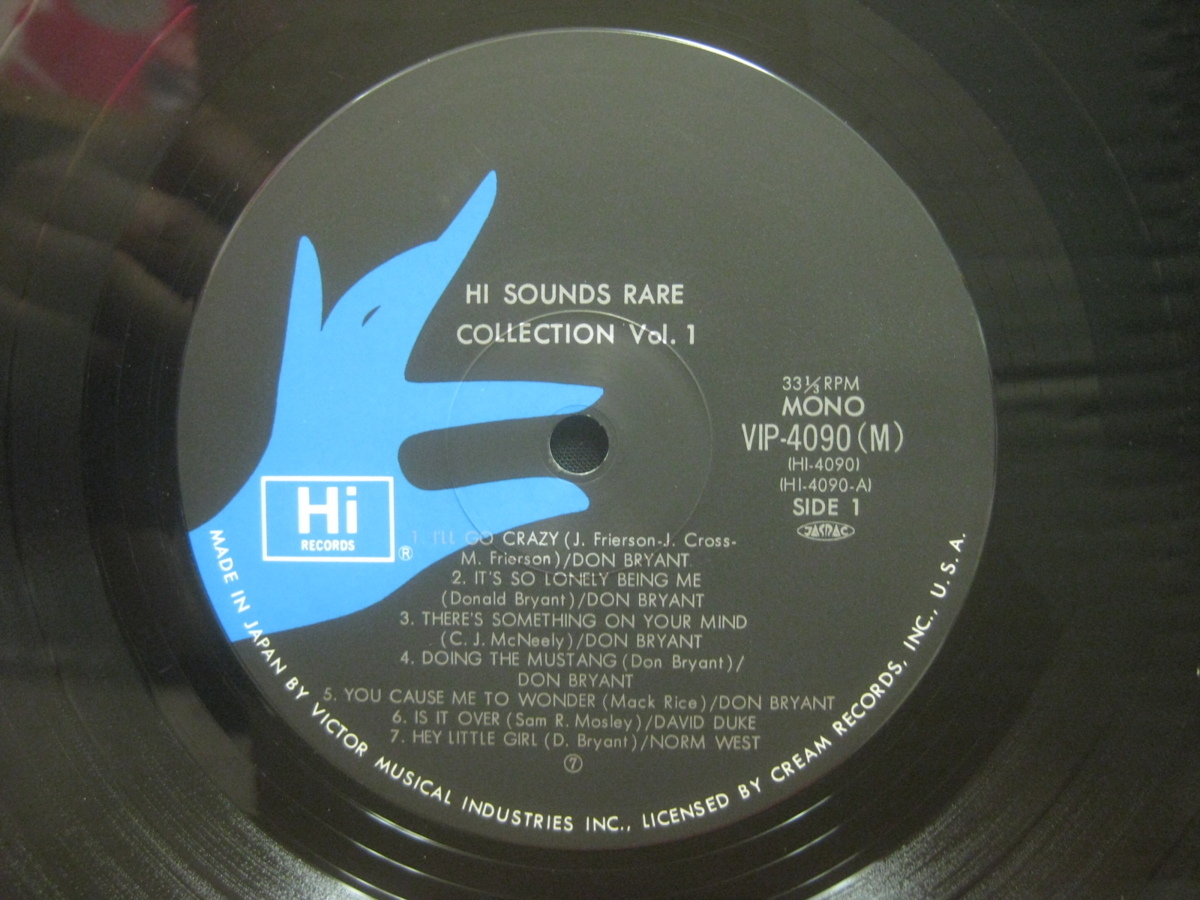 HI SOUNDS RARE
COLLECTION Vol. 1
33 1/3 RPM
MONO
VIP-4090 (M)
(HI-4090)
(HI-4090-A)
SIDE 1
JASRAC
Hi
RECORDS
®
1. I'LL GO CRAZY (J. Frierson-J. Cross-
M. Frierson)/DON BRYANT
2. IT'S SO LONELY BEING ME
(Donald Bryant)/DON BRYANT
3. THERE'S SOMETHING ON YOUR MIND
(C. J. McNeely)/DON BRYANT
4. DOING THE MUSTANG (Don Bryant)/
DON BRYANT
5. YOU CAUSE ME TO WONDER (Mack Rice)/DON BRYANT
6. IS IT OVER (Sam R. Mosley)/DAVID DUKE
7. HEY LITTLE GIRL (D. Bryant)/NORM WEST
⑦
MADE IN JAPAN BY VICTOR MUSICAL INDUSTRIES INC., LICENSED BY CREAM RECORDS, INC., U. S. A.